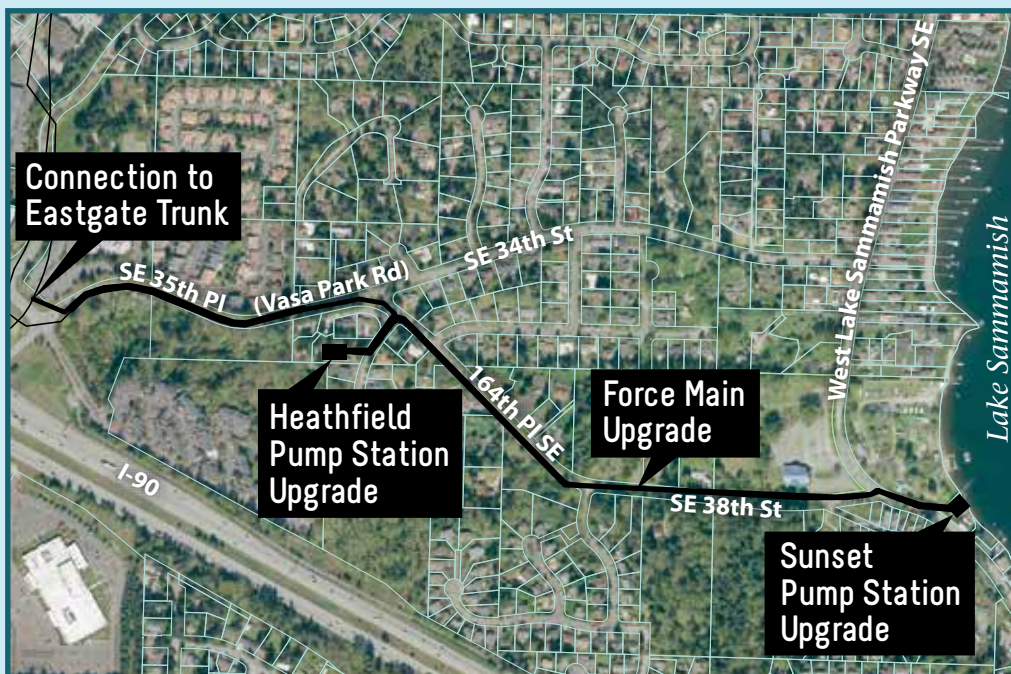 Connection to
Eastgate Trunk
SE 35th Pl
(Vasa Park Rd)
SE 34th St
West Lake Sammamish Parkway SE
Lake Sammamish
Heathfield
Pump Station
Upgrade
164th Pl SE
Force Main
Upgrade
I-90
SE 38th St
Sunset
Pump Station
Upgrade